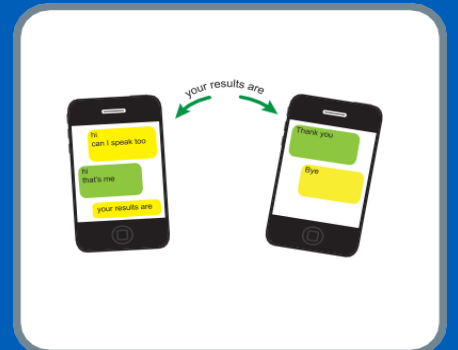 your results are
hi
can I speak too
hi
that's me
your results are
Thank you
Bye